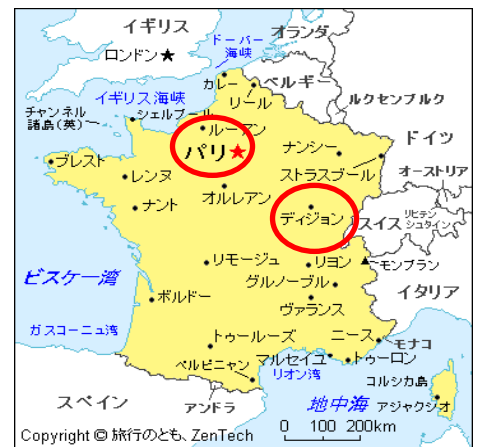 イギリス
オランダ
ロンドン★
ドーバー
海峡
カレー
ベルギー
リール
イギリス海峡
ルクセンブルク
チャンネル
諸島(英)
シェルブール
ルーアン
ドイツ
パリ★
ナンシー
ブレスト
レンヌ
ストラスブール
オーストリア
オルレアン
ナント
ディジョン
スイス
リヒテン
シュタイン
リモージュ
リヨン
モンブラン
ビスケー湾
グルノーブル
イタリア
ボルドー
ヴァランス
ガスコーニュ湾
トゥールーズ
ニース
モナコ
ペルピニャン
マルセイユ
トゥーロン
リオン湾
コルシカ島
スペイン
アンドラ
地中海
アジャクシオ
0 100 200km
Copyright © 旅行のとも、ZenTech